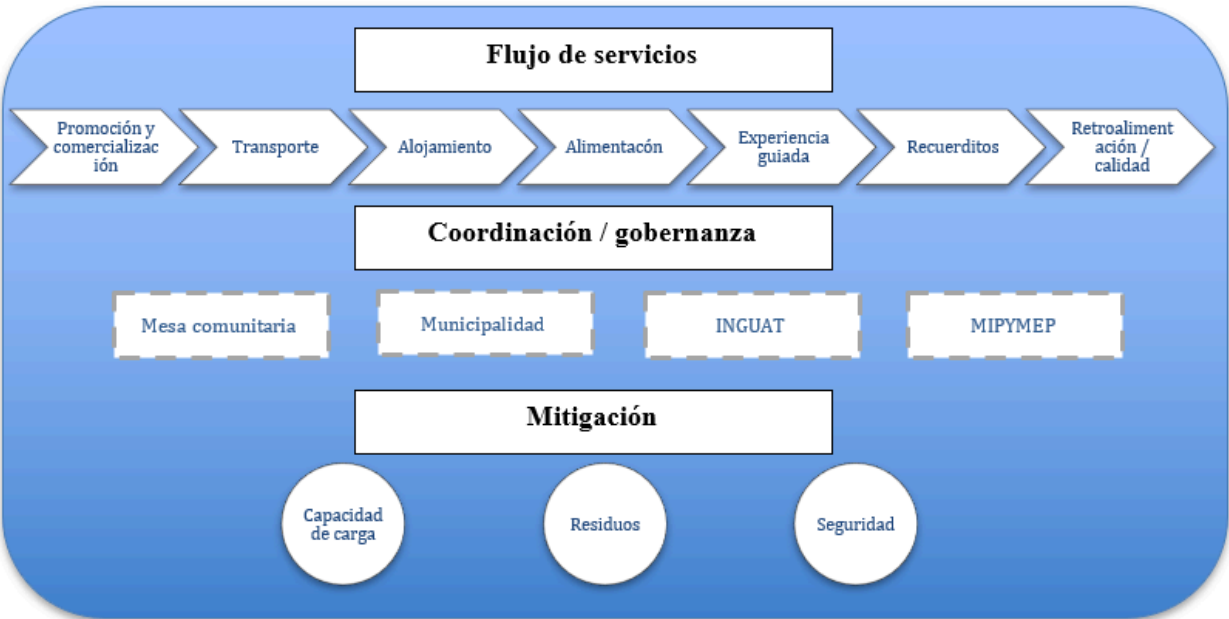 Flujo de servicios
Promoción y
comercializac
ión
Transporte
Alojamiento
Alimentacón
Experiencia
guiada
Recuerditos
Retroaliment
ación /
calidad
Coordinación / gobernanza
Mesa comunitaria
Municipalidad
INGUAT
MIPYMEP
Mitigación
Capacidad
de carga
Residuos
Seguridad